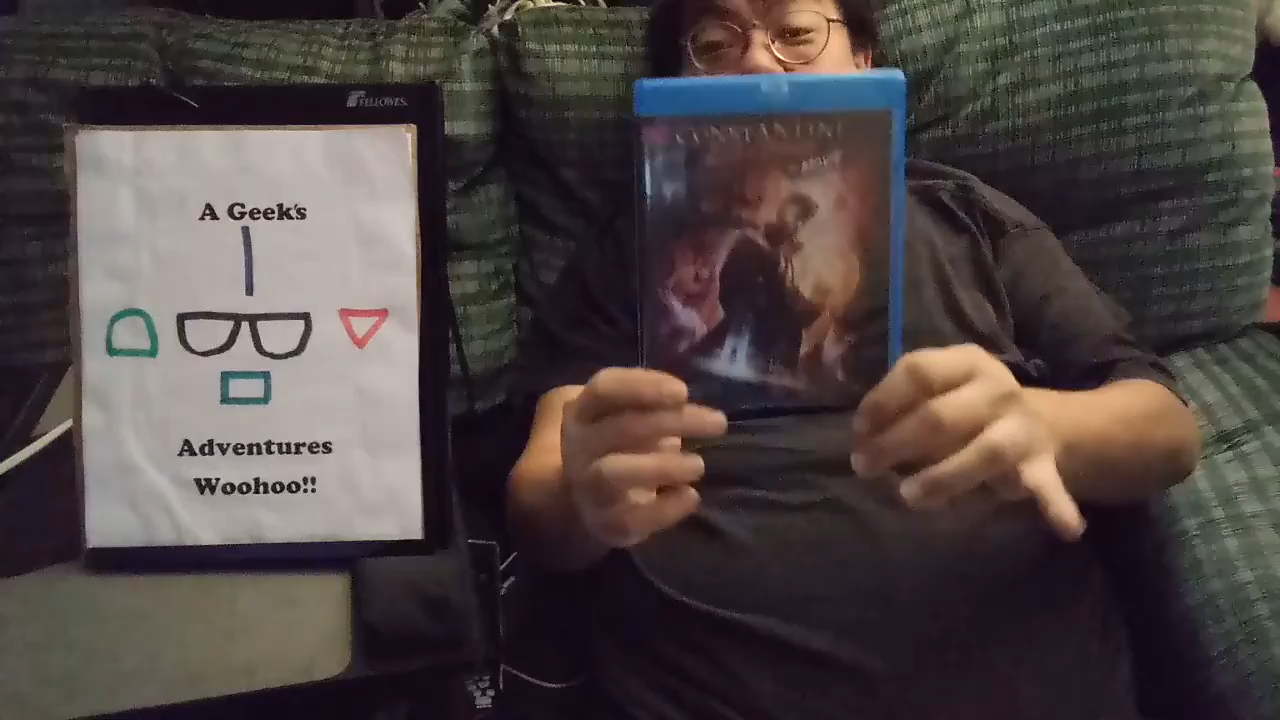 FELLOWES.
A Geek's
Adventures
Woohoo!!
CONSTANTINE